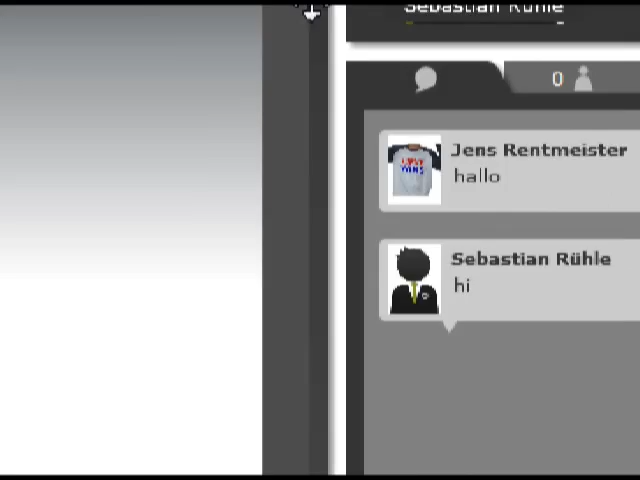 Sebastian Rühle
0
Jens Rentmeister
hallo
Sebastian Rühle
hi